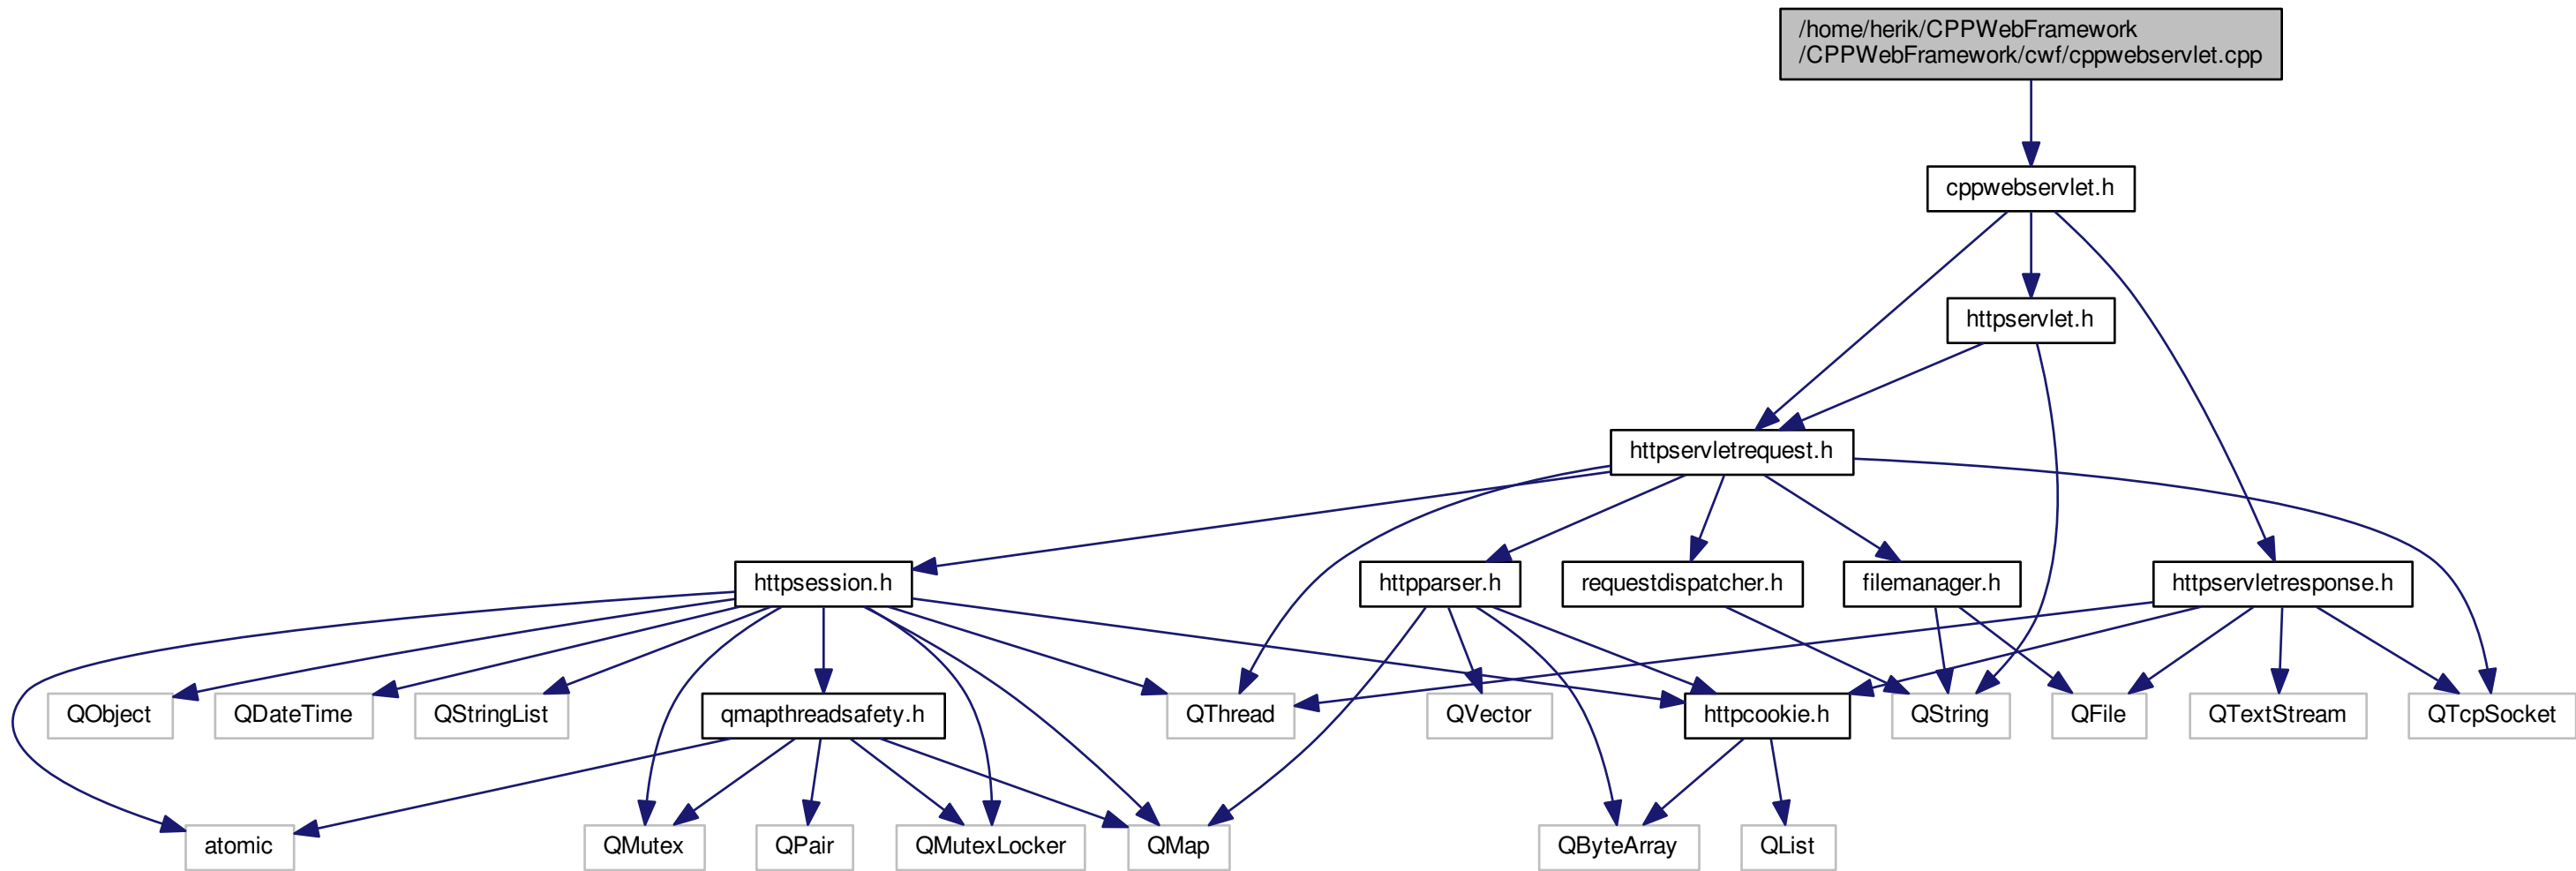 /home/herik/CPPWebFramework
/CPPWebFramework/cwf/cppwebservlet.cpp
cppwebservlet.h
httpservlet.h
httpservletrequest.h
httpsession.h
httpparser.h
requestdispatcher.h
filemanager.h
httpservletresponse.h
QObject
QDateTime
QStringList
qmapthreadsafety.h
QThread
QVector
httpcookie.h
QString
QFile
QTextStream
QTcpSocket
atomic
QMutex
QPair
QMutexLocker
QMap
QByteArray
QList